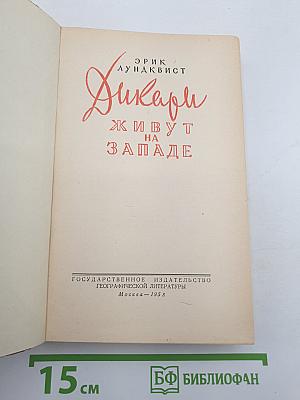 ЭРИК
ЛУНДКВИСТ
Дикари
ЖИВУТ
НА
ЗАПАДЕ
ГОСУДАРСТВЕННОЕ ИЗДАТЕЛЬСТВО
ГЕОГРАФИЧЕСКОЙ ЛИТЕРАТУРЫ
Москва—1958
15 см
БФ БИБЛИОФАН